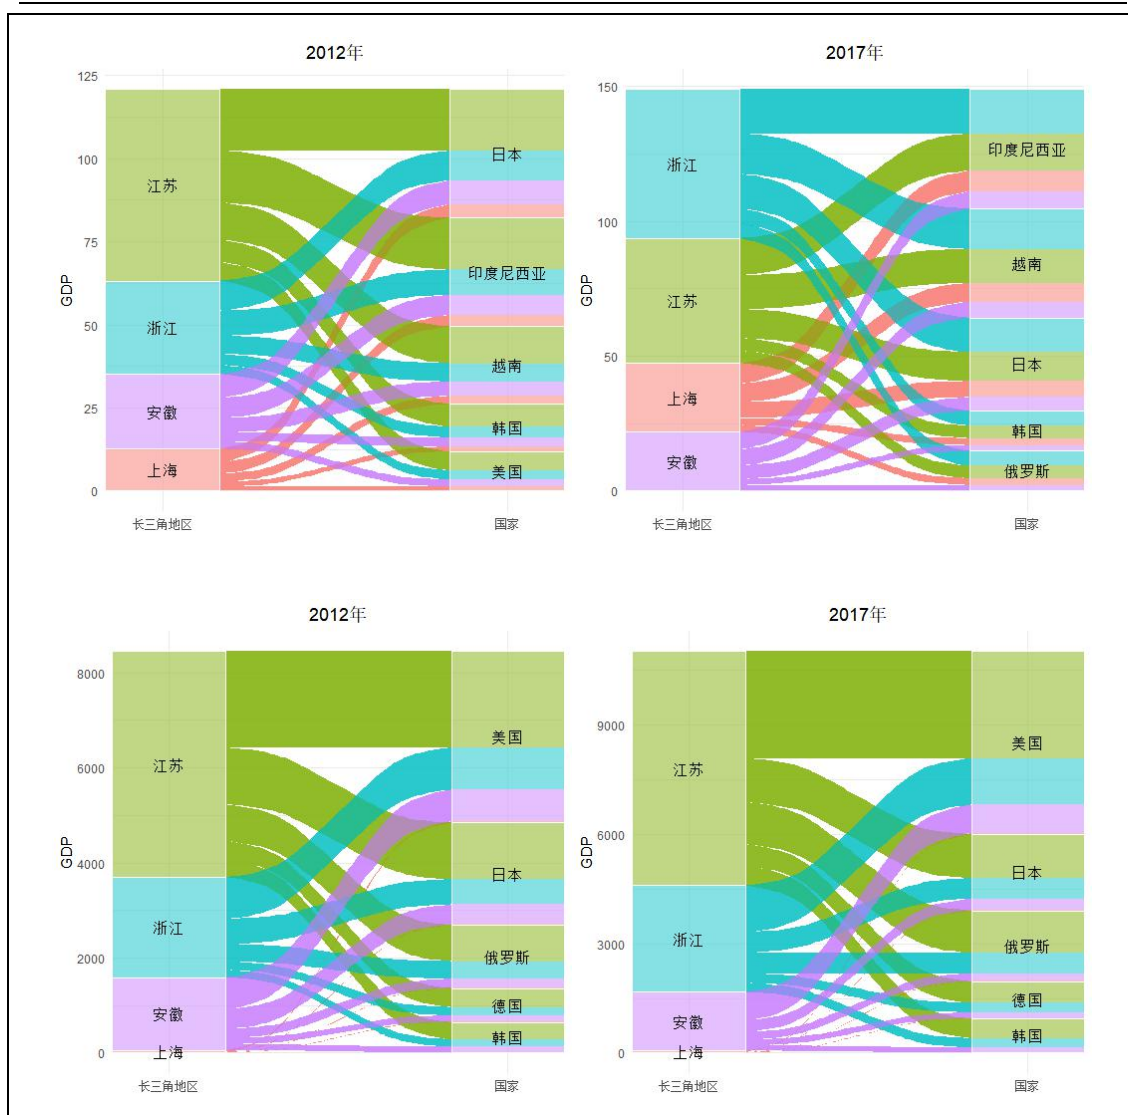 2012年
125
100
75
50
25
0
GDP
江苏
浙江
安徽
上海
日本
印度尼西亚
越南
韩国
美国
长三角地区
国家
2017年
150
100
50
0
GDP
浙江
江苏
上海
安徽
印度尼西亚
越南
日本
韩国
俄罗斯
长三角地区
国家
2012年
8000
6000
4000
2000
0
GDP
江苏
浙江
安徽
上海
美国
日本
俄罗斯
德国
韩国
长三角地区
国家
2017年
9000
6000
3000
0
GDP
江苏
浙江
安徽
上海
美国
日本
俄罗斯
德国
韩国
长三角地区
国家